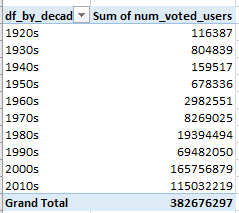 df_by_decad Sum of num_voted_users
1920s 116387
1930s 804839
1940s 159517
1950s 678336
1960s 2982551
1970s 8269025
1980s 19394494
1990s 69482050
2000s 165756879
2010s 115032219
Grand Total 382676297